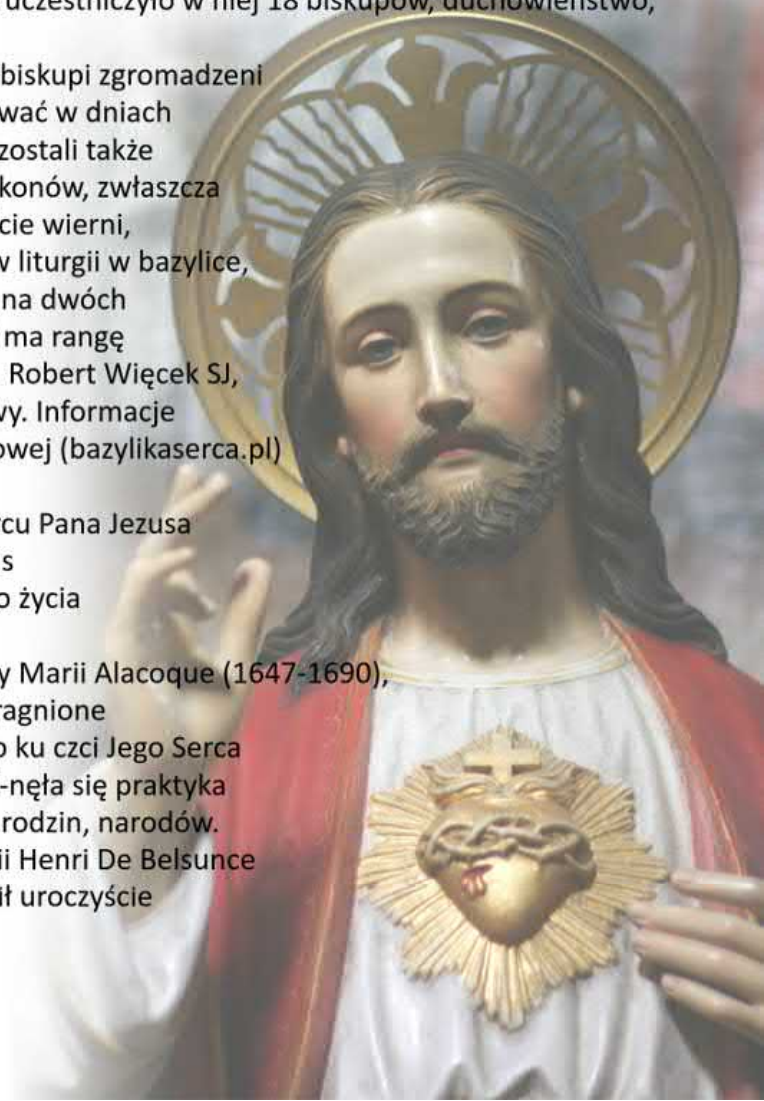 uczestniczyło w niej 18 biskupów, duchowieństwo,
biskupi zgromadzeni
wać w dniach
zostali także
konów, zwłaszcza
cie wierni,
w liturgii w bazylice,
na dwóch
ma rangę
Robert Więcek SJ,
wy. Informacje
owej (bazylikaserca.pl)
rcu Pana Jezusa
s
o życia
y Marii Alacoque (1647-1690),
ragnione
o ku czci Jego Serca
-nęła się praktyka
rodzin, narodów.
ii Henri De Belsunce
ił uroczyście